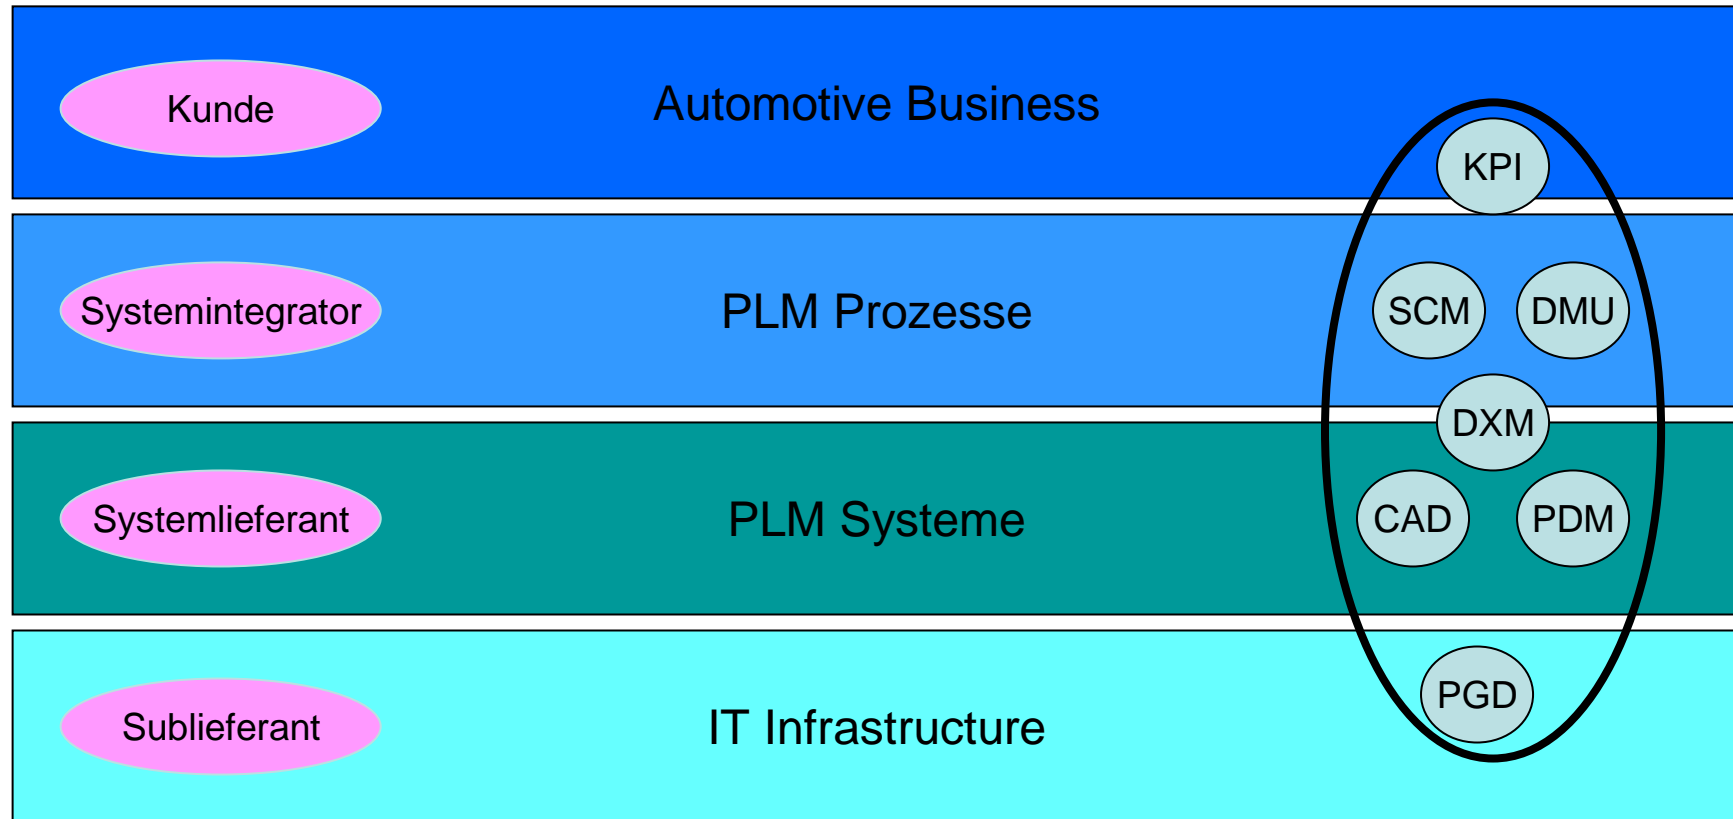 Kunde
Automotive Business
KPI
Systemintegrator
PLM Prozesse
SCM
DMU
DXM
Systemlieferant
PLM Systeme
CAD
PDM
Sublieferant
IT Infrastructure
PGD